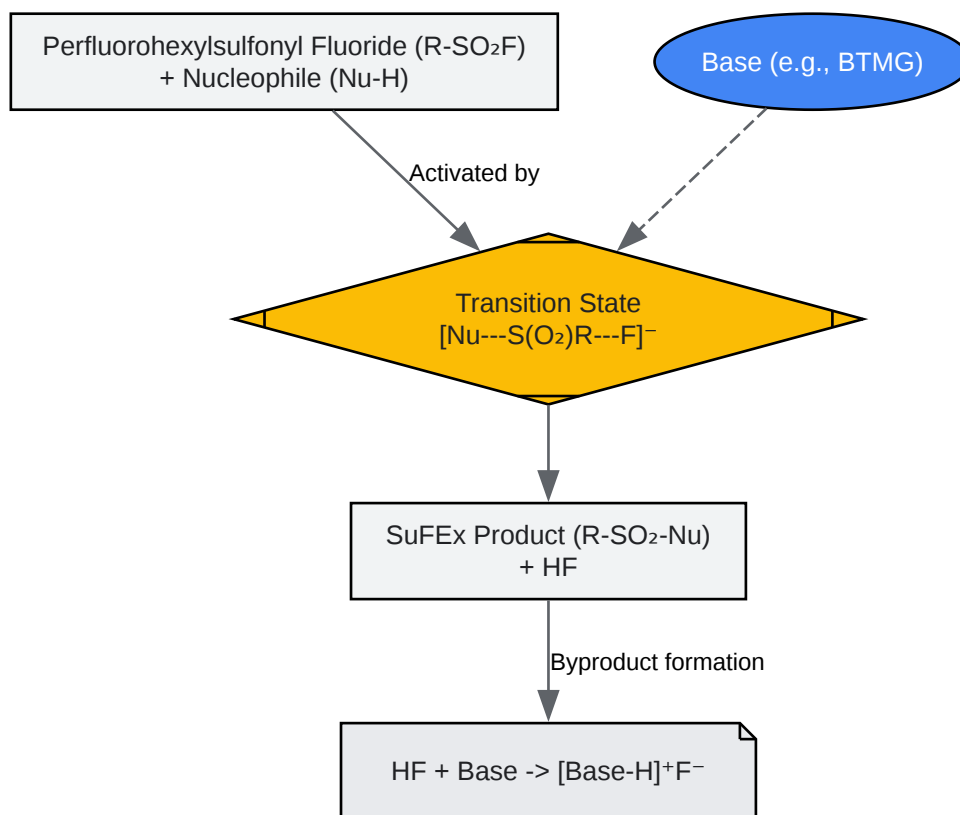 Perfluorohexylsulfonyl Fluoride (R-SO₂F)
+ Nucleophile (Nu-H)
Base (e.g., BTMG)
Activated by
Transition State
[Nu---S(O₂)R---F]⁻
SuFEx Product (R-SO₂-Nu)
+ HF
Byproduct formation
HF + Base -> [Base-H]⁺F⁻